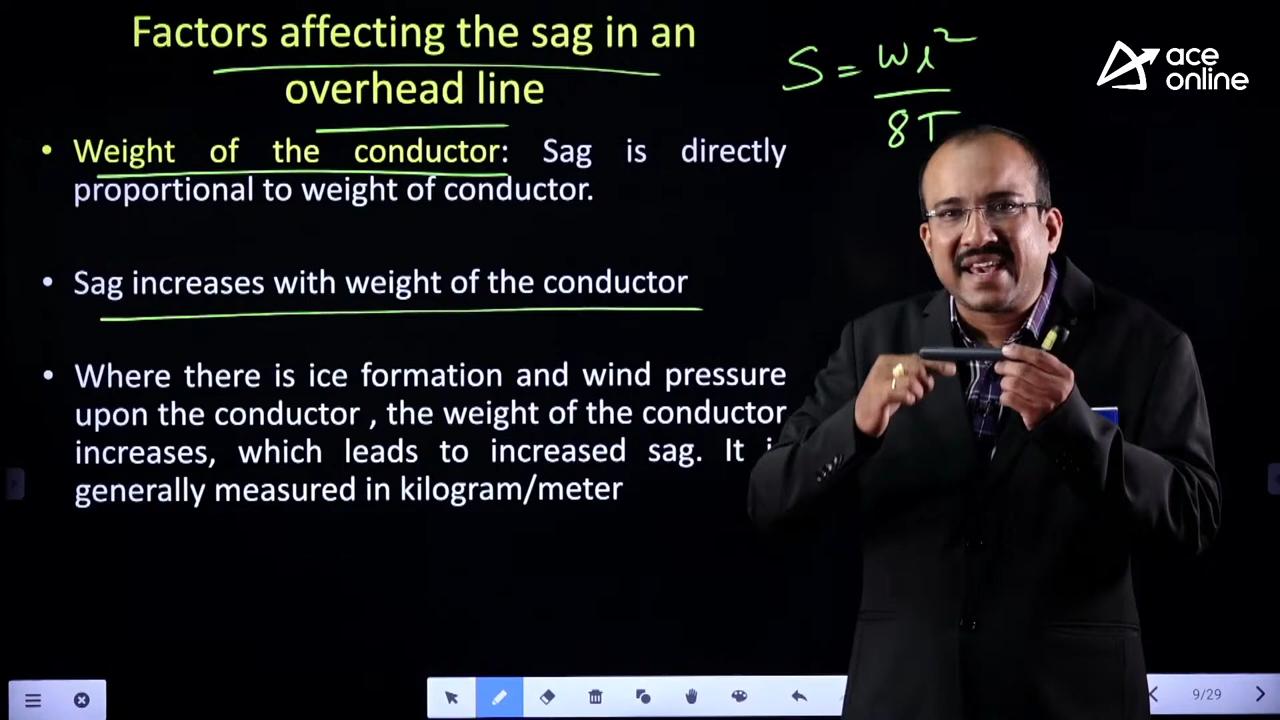 Factors affecting the sag in an
overhead line
S = wl²
8T
ace
online
• Weight of the conductor: Sag is directly
proportional to weight of conductor.
• Sag increases with weight of the conductor
• Where there is ice formation and wind pressure
upon the conductor , the weight of the conductor
increases, which leads to increased sag. It
generally measured in kilogram/meter
9/29